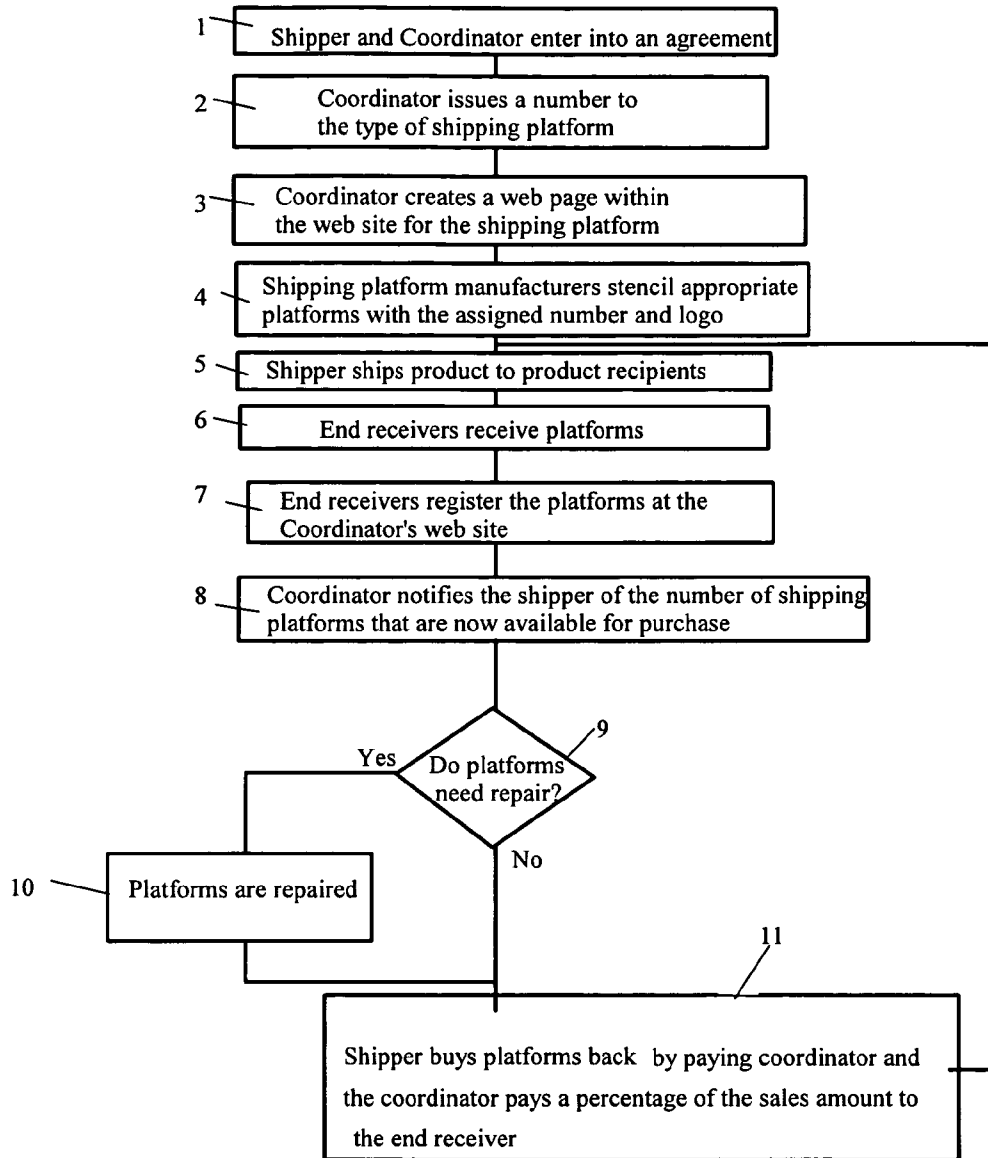 1
Shipper and Coordinator enter into an agreement
2
Coordinator issues a number to
the type of shipping platform
3
Coordinator creates a web page within
the web site for the shipping platform
4
Shipping platform manufacturers stencil appropriate
platforms with the assigned number and logo
5
Shipper ships product to product recipients
6
End receivers receive platforms
7
End receivers register the platforms at the
Coordinator's web site
8
Coordinator notifies the shipper of the number of shipping
platforms that are now available for purchase
9
Yes
Do platforms
need repair?
No
10
Platforms are repaired
11
Shipper buys platforms back by paying coordinator and
the coordinator pays a percentage of the sales amount to
the end receiver